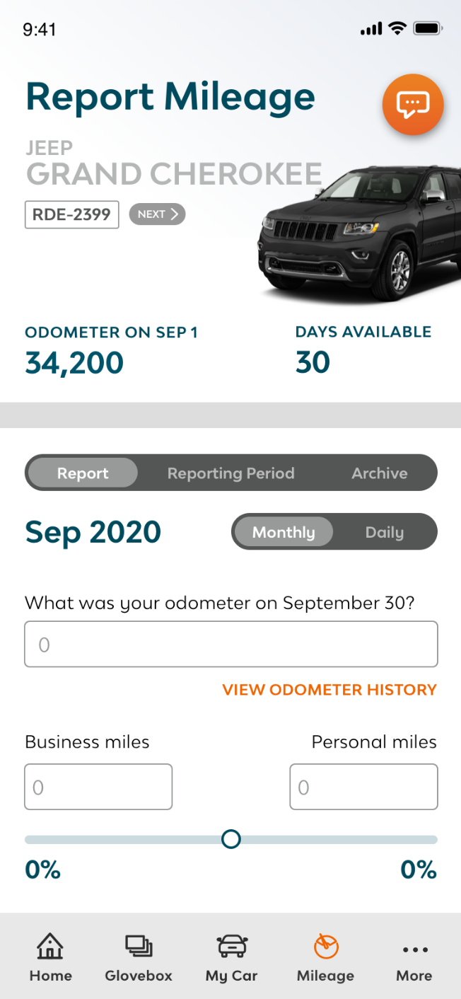 9:41
Report Mileage
JEEP
GRAND CHEROKEE
RDE-2399 NEXT
ODOMETER ON SEP 1 DAYS AVAILABLE
34,200 30
Report Reporting Period Archive
Sep 2020 Monthly Daily
What was your odometer on September 30?
0
VIEW ODOMETER HISTORY
Business miles Personal miles
0 0
0% 0%
Home Glovebox My Car Mileage More